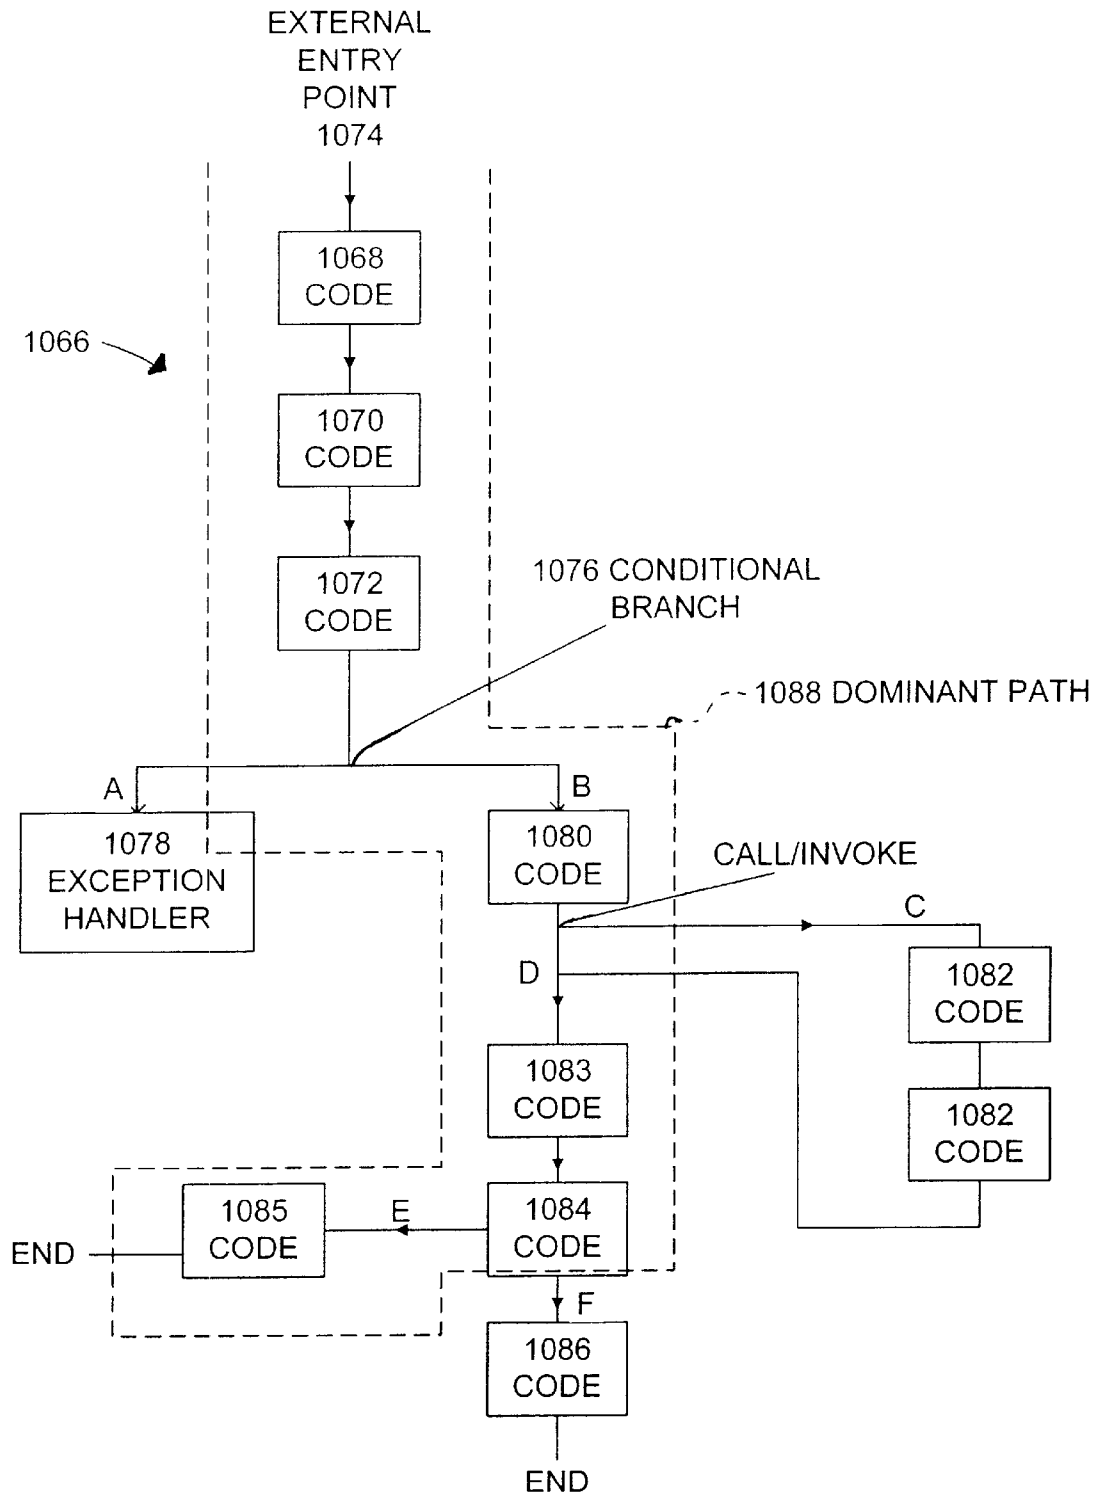 EXTERNAL
ENTRY
POINT
1074
1068
CODE
1066
1070
CODE
1072
CODE
1076 CONDITIONAL
BRANCH
1088 DOMINANT PATH
A
B
1078
EXCEPTION
HANDLER
1080
CODE
CALL/INVOKE
C
D
1082
CODE
1083
CODE
1082
CODE
1085
CODE
E
1084
CODE
END
F
1086
CODE
END